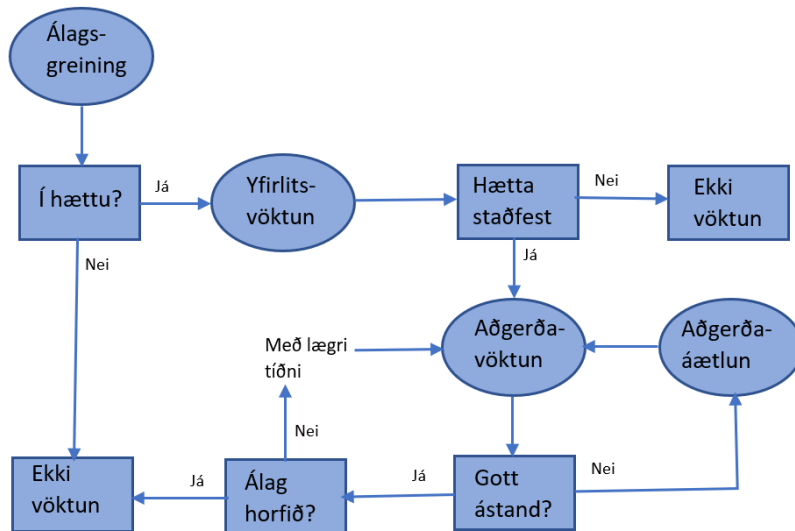 Álags-
greining
Í hættu?
Já
Yfirlits-
vöktun
Hætta
staðfest
Nei
Ekki
vöktun
Nei
Já
Með lægri
tíðni
Aðgerða-
vöktun
Aðgerða-
áætlun
Nei
Ekki
vöktun
Já
Álag
horfið?
Já
Gott
ástand?
Nei